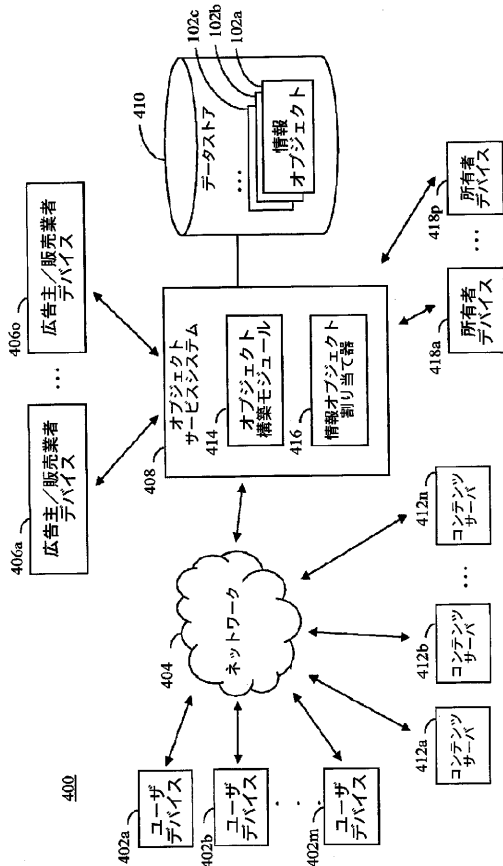 400
402a
ユーザ
デバイス
402b
ユーザ
デバイス
402m
ユーザ
デバイス
404
ネットワーク
406a
広告主/販売業者
デバイス
...
406o
広告主/販売業者
デバイス
408
オブジェクト
サービスシステム
414
オブジェクト
構築モジュール
416
情報オブジェクト
割り当て器
410
データストア
...
情報
オブジェクト
102c
102b
102a
412a
コンテンツ
サーバ
412b
コンテンツ
サーバ
...
412n
コンテンツ
サーバ
418a
所有者
デバイス
...
418p
所有者
デバイス